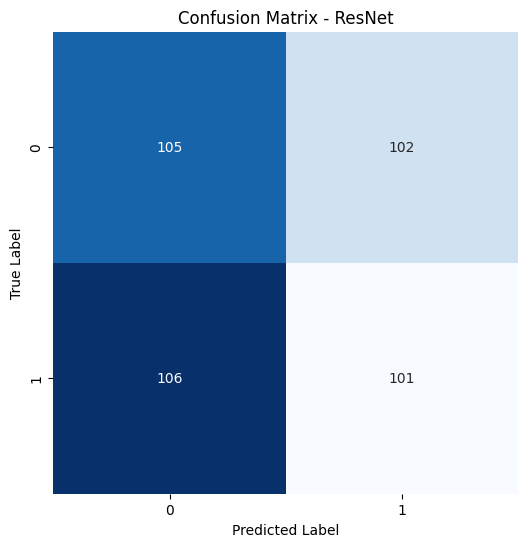 Confusion Matrix - ResNet
0
105
102
True Label
1
106
101
0
1
Predicted Label